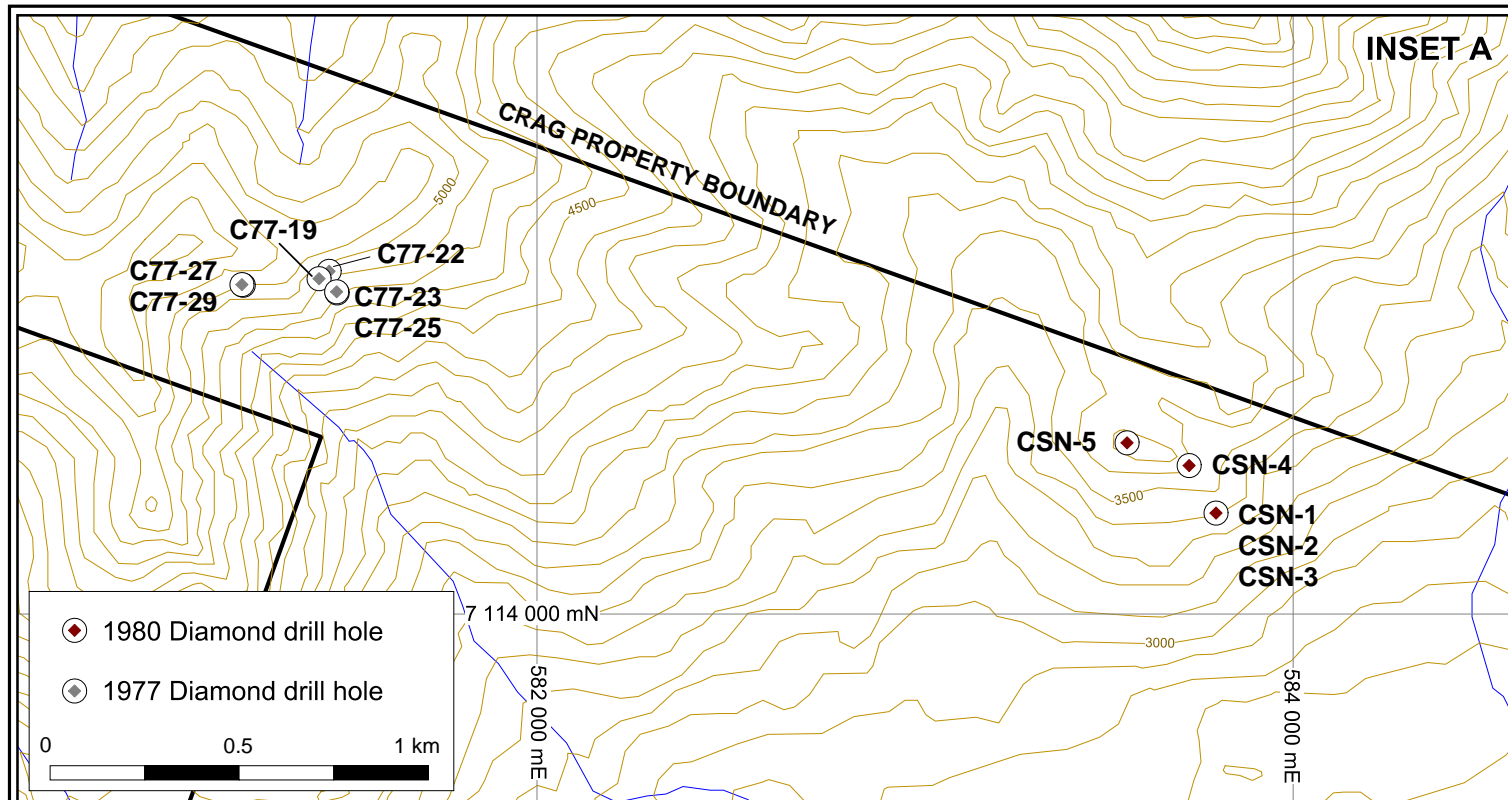 INSET A
CRAG PROPERTY BOUNDARY
5000
4500
C77-19
C77-22
C77-27
C77-29
C77-23
C77-25
CSN-5
CSN-4
3500
CSN-1
CSN-2
CSN-3
7 114 000 mN
3000
582 000 mE
584 000 mE
1980 Diamond drill hole
1977 Diamond drill hole
0 0.5 1 km